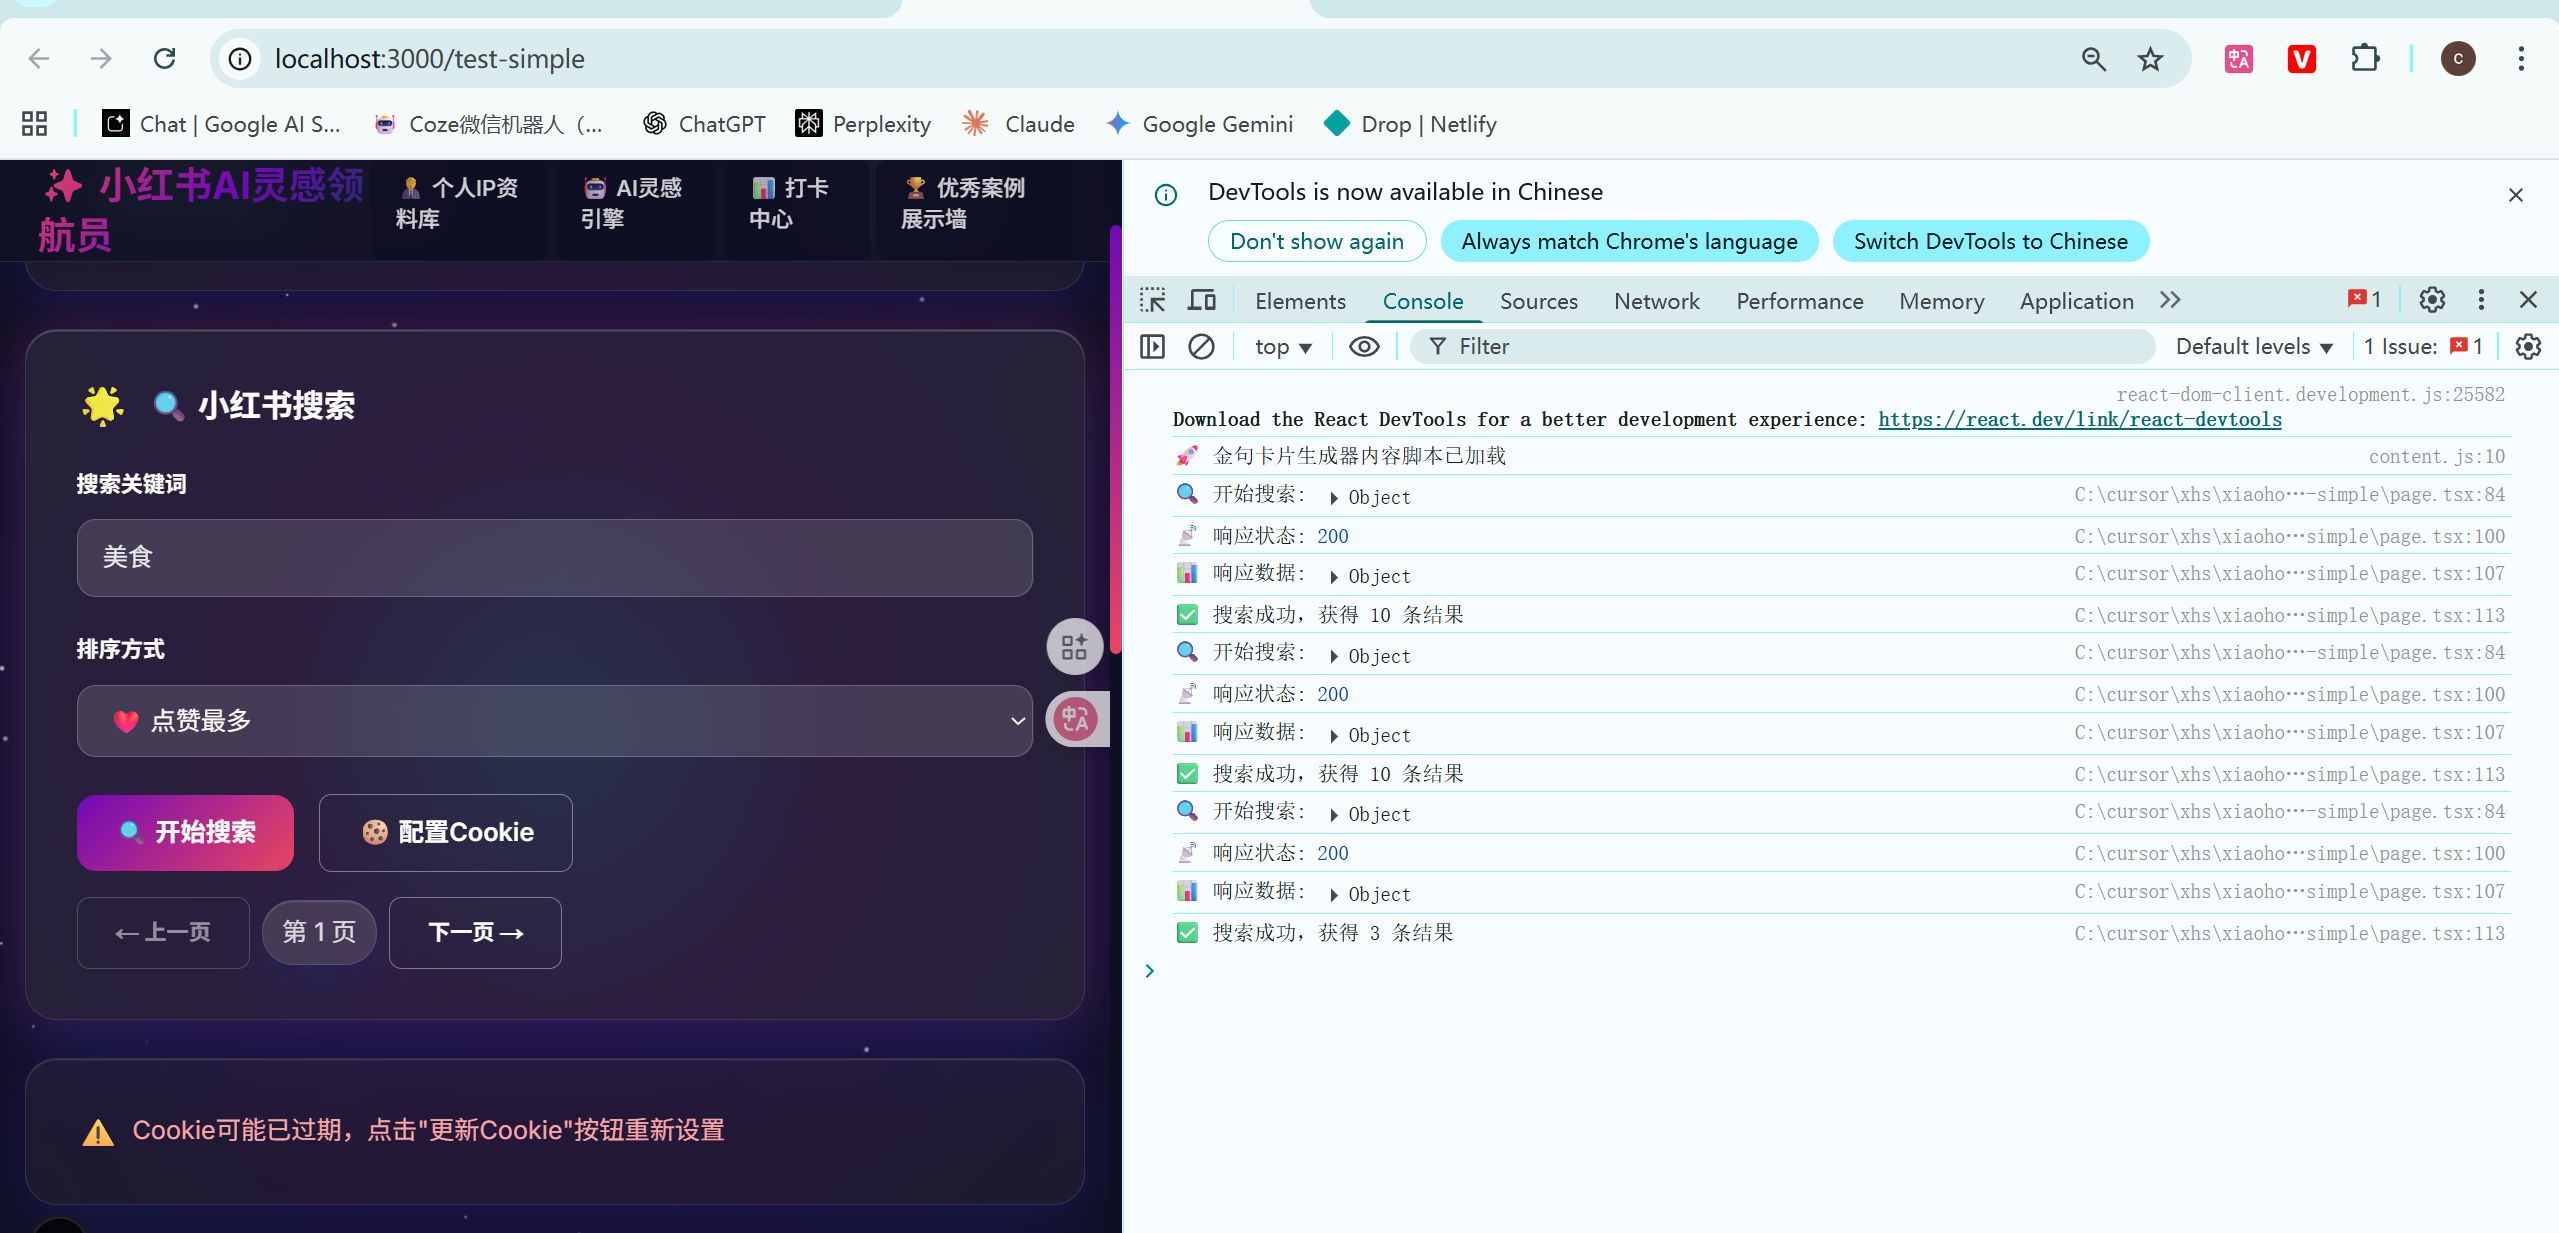 localhost:3000/test-simple
c
Chat | Google AI S...
Coze微信机器人（...
ChatGPT
Perplexity
Claude
Google Gemini
Drop | Netlify
✨ 小红书AI灵感领
航员
个人IP资
料库
AI灵感
引擎
打卡
中心
优秀案例
展示墙
🌟 🔍 小红书搜索
搜索关键词
美食
排序方式
点赞最多
开始搜索
配置Cookie
← 上一页
第 1 页
下一页 →
Cookie可能已过期，点击"更新Cookie"按钮重新设置
DevTools is now available in Chinese
Don't show again
Always match Chrome's language
Switch DevTools to Chinese
Elements
Console
Sources
Network
Performance
Memory
Application
1
top
Filter
Default levels
1 Issue: 1
react-dom-client.development.js:25582
Download the React DevTools for a better development experience: https://react.dev/link/react-devtools
🚀 金句卡片生成器内容脚本已加载 content.js:10
🔍 开始搜索: ▶ Object C:\cursor\xhs\xiaoho…-simple\page.tsx:84
📡 响应状态: 200 C:\cursor\xhs\xiaoho…simple\page.tsx:100
📊 响应数据: ▶ Object C:\cursor\xhs\xiaoho…simple\page.tsx:107
✅ 搜索成功，获得 10 条结果 C:\cursor\xhs\xiaoho…simple\page.tsx:113
🔍 开始搜索: ▶ Object C:\cursor\xhs\xiaoho…-simple\page.tsx:84
📡 响应状态: 200 C:\cursor\xhs\xiaoho…simple\page.tsx:100
📊 响应数据: ▶ Object C:\cursor\xhs\xiaoho…simple\page.tsx:107
✅ 搜索成功，获得 10 条结果 C:\cursor\xhs\xiaoho…simple\page.tsx:113
🔍 开始搜索: ▶ Object C:\cursor\xhs\xiaoho…-simple\page.tsx:84
📡 响应状态: 200 C:\cursor\xhs\xiaoho…simple\page.tsx:100
📊 响应数据: ▶ Object C:\cursor\xhs\xiaoho…simple\page.tsx:107
✅ 搜索成功，获得 3 条结果 C:\cursor\xhs\xiaoho…simple\page.tsx:113